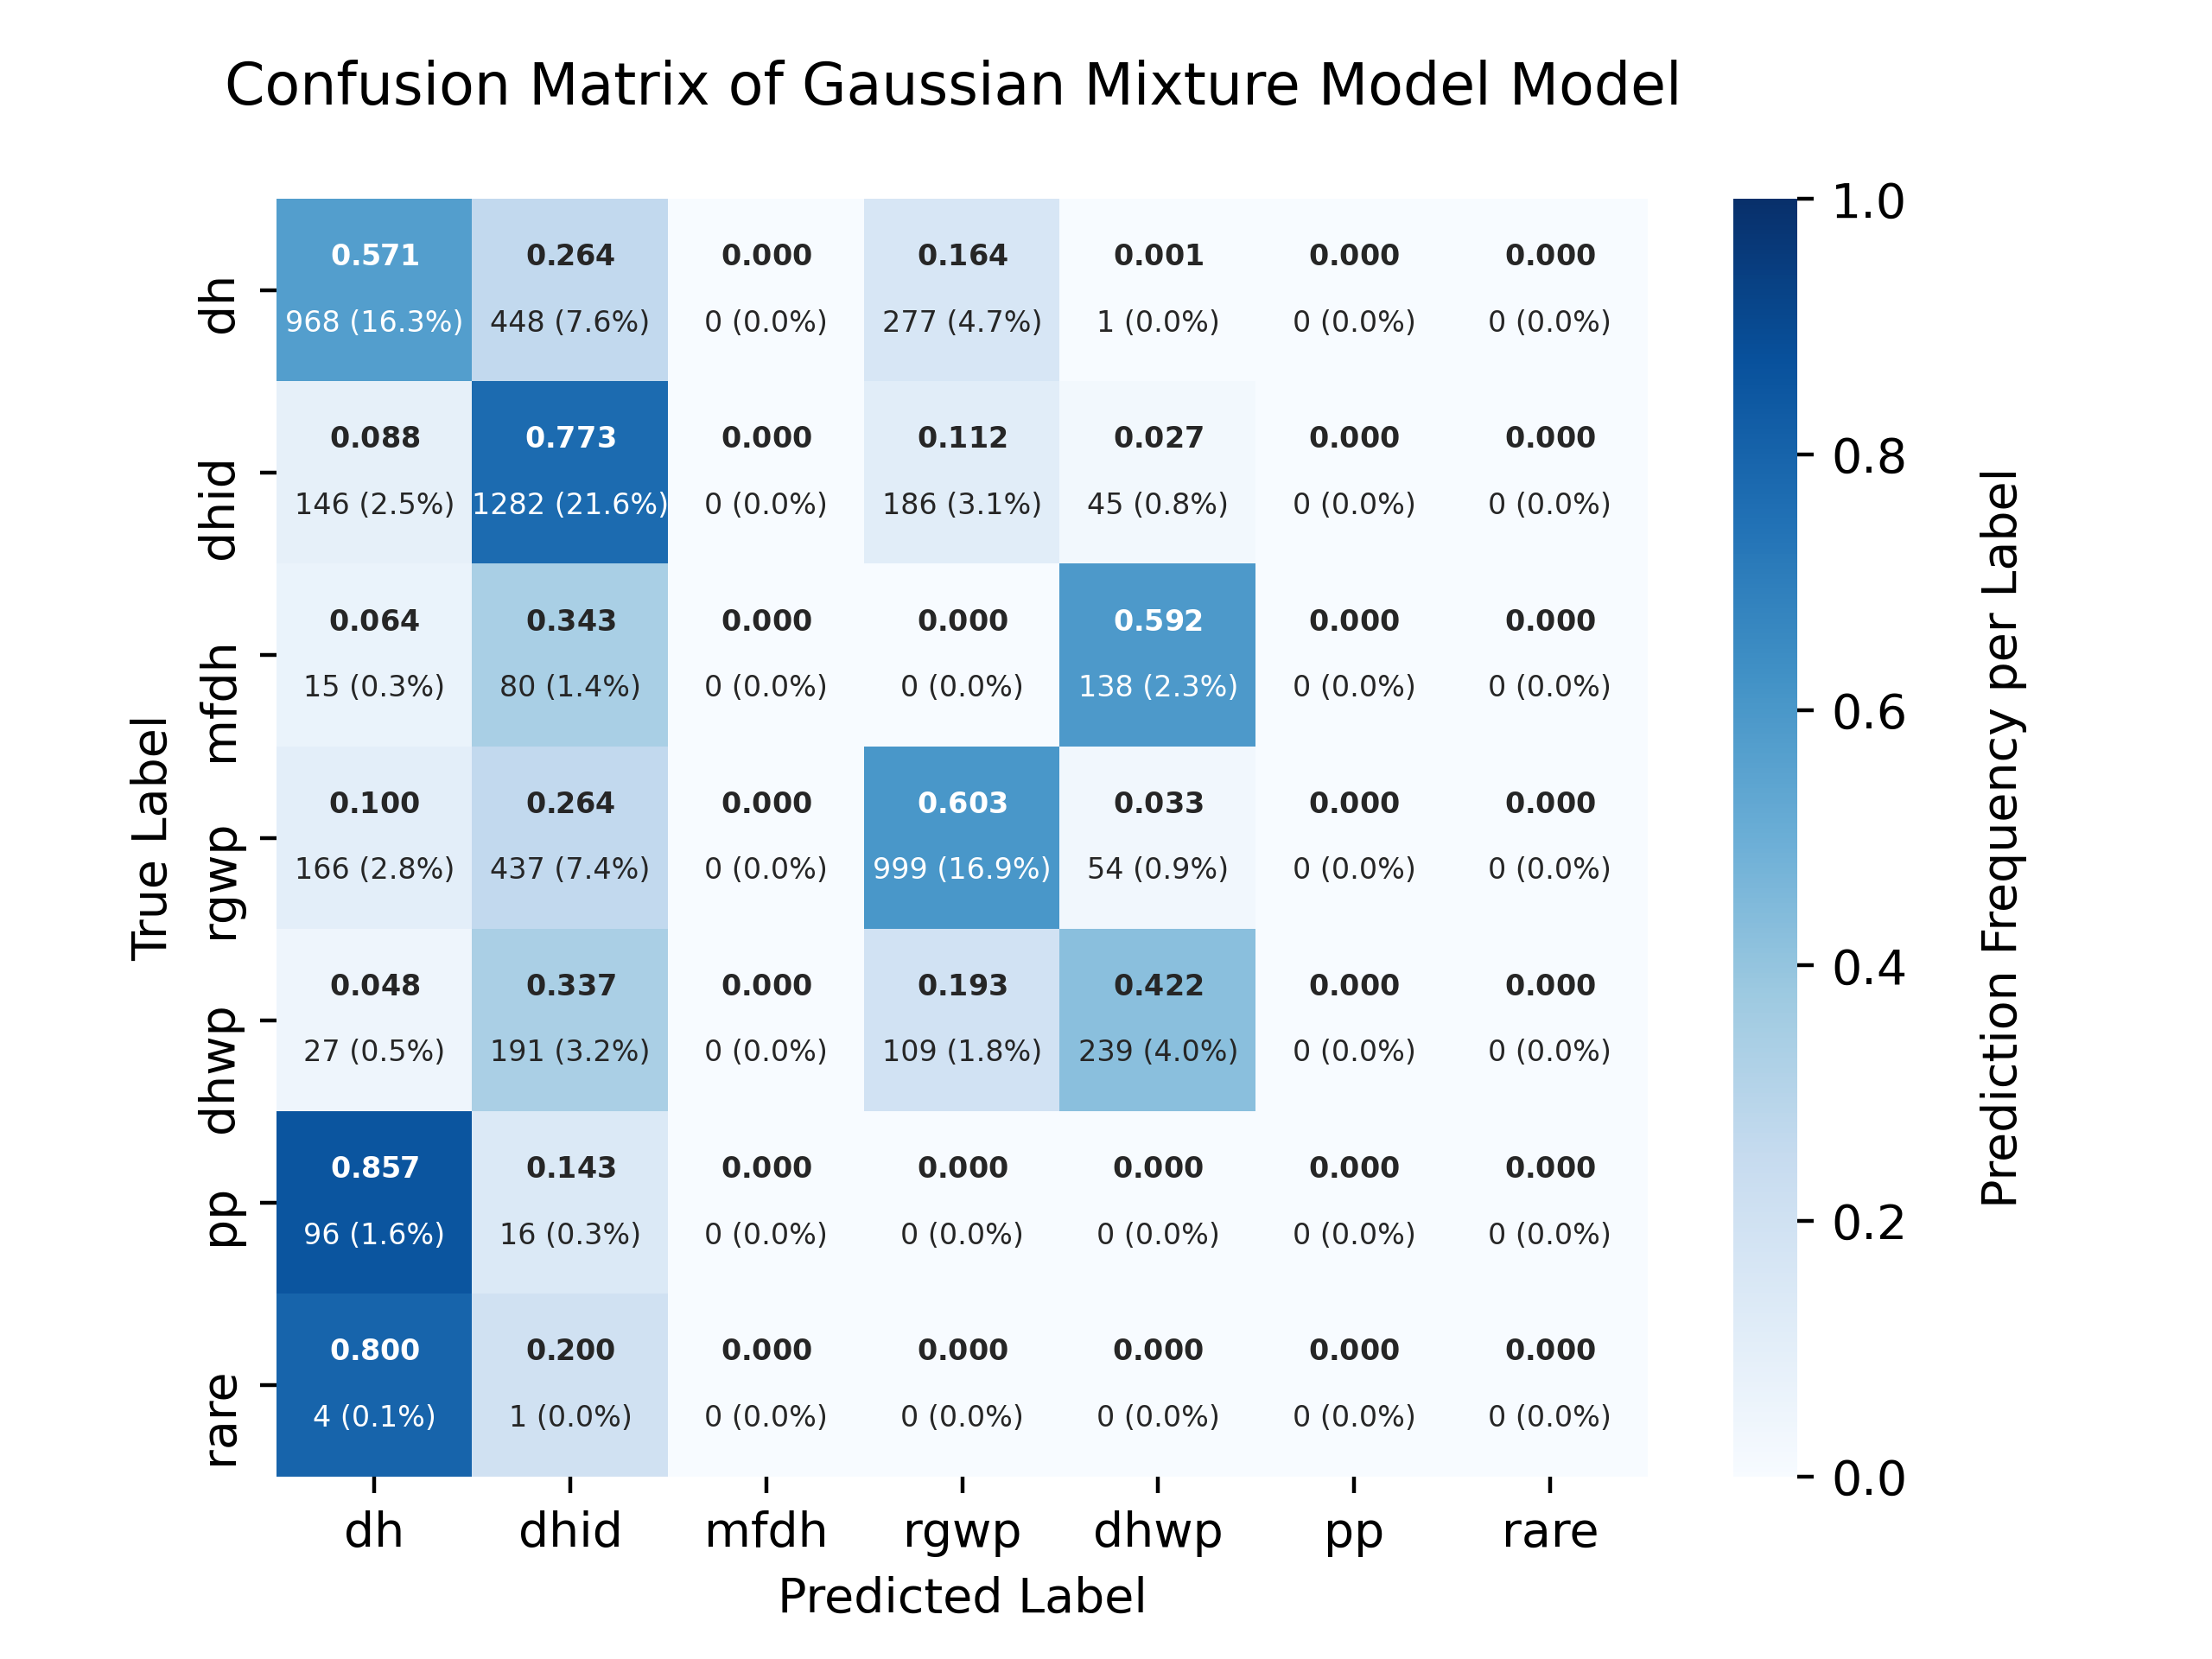 Confusion Matrix of Gaussian Mixture Model Model
True Label
dh
0.571 0.264 0.000 0.164 0.001 0.000 0.000
968 (16.3%) 448 (7.6%) 0 (0.0%) 277 (4.7%) 1 (0.0%) 0 (0.0%) 0 (0.0%)
dhid
0.088 0.773 0.000 0.112 0.027 0.000 0.000
146 (2.5%) 1282 (21.6%) 0 (0.0%) 186 (3.1%) 45 (0.8%) 0 (0.0%) 0 (0.0%)
mfdh
0.064 0.343 0.000 0.000 0.592 0.000 0.000
15 (0.3%) 80 (1.4%) 0 (0.0%) 0 (0.0%) 138 (2.3%) 0 (0.0%) 0 (0.0%)
rgwp
0.100 0.264 0.000 0.603 0.033 0.000 0.000
166 (2.8%) 437 (7.4%) 0 (0.0%) 999 (16.9%) 54 (0.9%) 0 (0.0%) 0 (0.0%)
dhwp
0.048 0.337 0.000 0.193 0.422 0.000 0.000
27 (0.5%) 191 (3.2%) 0 (0.0%) 109 (1.8%) 239 (4.0%) 0 (0.0%) 0 (0.0%)
pp
0.857 0.143 0.000 0.000 0.000 0.000 0.000
96 (1.6%) 16 (0.3%) 0 (0.0%) 0 (0.0%) 0 (0.0%) 0 (0.0%) 0 (0.0%)
rare
0.800 0.200 0.000 0.000 0.000 0.000 0.000
4 (0.1%) 1 (0.0%) 0 (0.0%) 0 (0.0%) 0 (0.0%) 0 (0.0%) 0 (0.0%)
dh dhid mfdh rgwp dhwp pp rare
Predicted Label
1.0
0.8
0.6
0.4
0.2
0.0
Prediction Frequency per Label